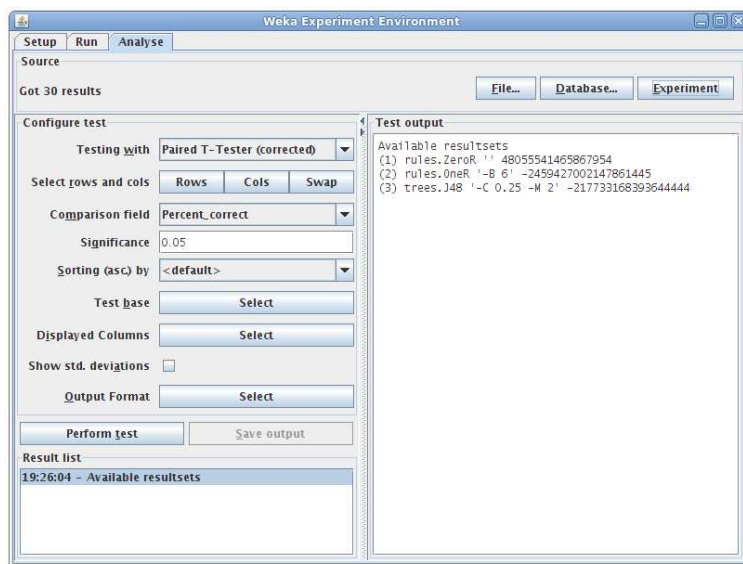 Weka Experiment Environment
Setup Run Analyse
Source
Got 30 results
File... Database... Experiment
Configure test
Testing with Paired T-Tester (corrected)
Select rows and cols Rows Cols Swap
Comparison field Percent_correct
Significance 0.05
Sorting (asc.) by <default>
Test base Select
Displayed Columns Select
Show std. deviations
Output Format Select
Perform test Save output
Result list
19:26:04 - Available resultsets
Test output
Available resultsets
(1) rules.ZeroR '' 48055541465867954
(2) rules.OneR '-B 6' -2459427002147861445
(3) trees.J48 '-C 0.25 -M 2' -217733168393644444